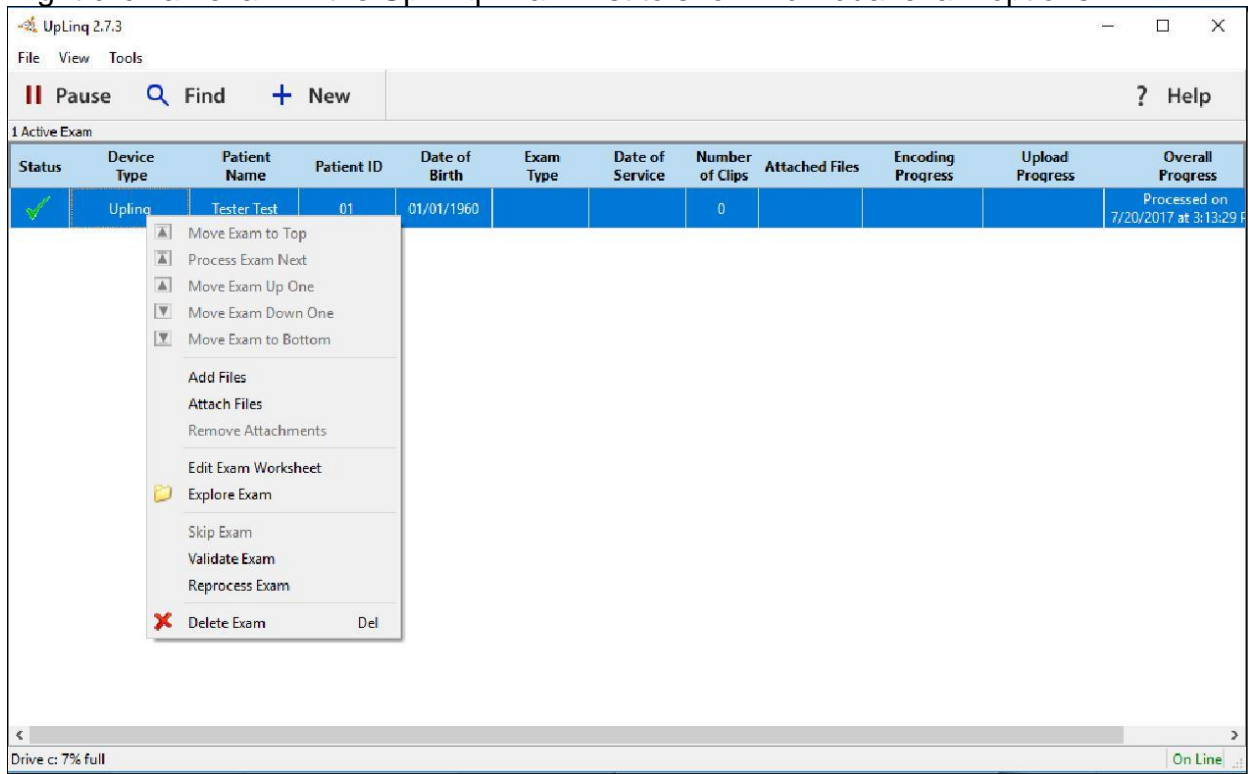 UpLinq 2.7.3
File View Tools
Pause Find New ? Help
1 Active Exam
Status Device Type Patient Name Patient ID Date of Birth Exam Type Date of Service Number of Clips Attached Files Encoding Progress Upload Progress Overall Progress
Uplinq Tester Test 01 01/01/1960 0 Processed on 7/20/2017 at 3:13:29
Move Exam to Top
Process Exam Next
Move Exam Up One
Move Exam Down One
Move Exam to Bottom
Add Files
Attach Files
Remove Attachments
Edit Exam Worksheet
Explore Exam
Skip Exam
Validate Exam
Reprocess Exam
Delete Exam Del
Drive c: 7% full On Line